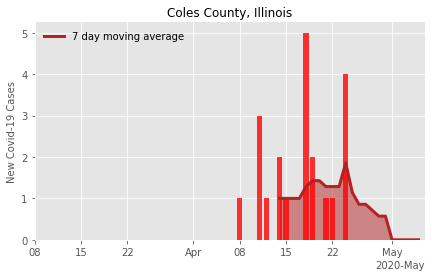 Coles County, Illinois
7 day moving average
New Covid-19 Cases
5
4
3
2
1
0
08 15 22 Apr 08 15 22 May
2020-May